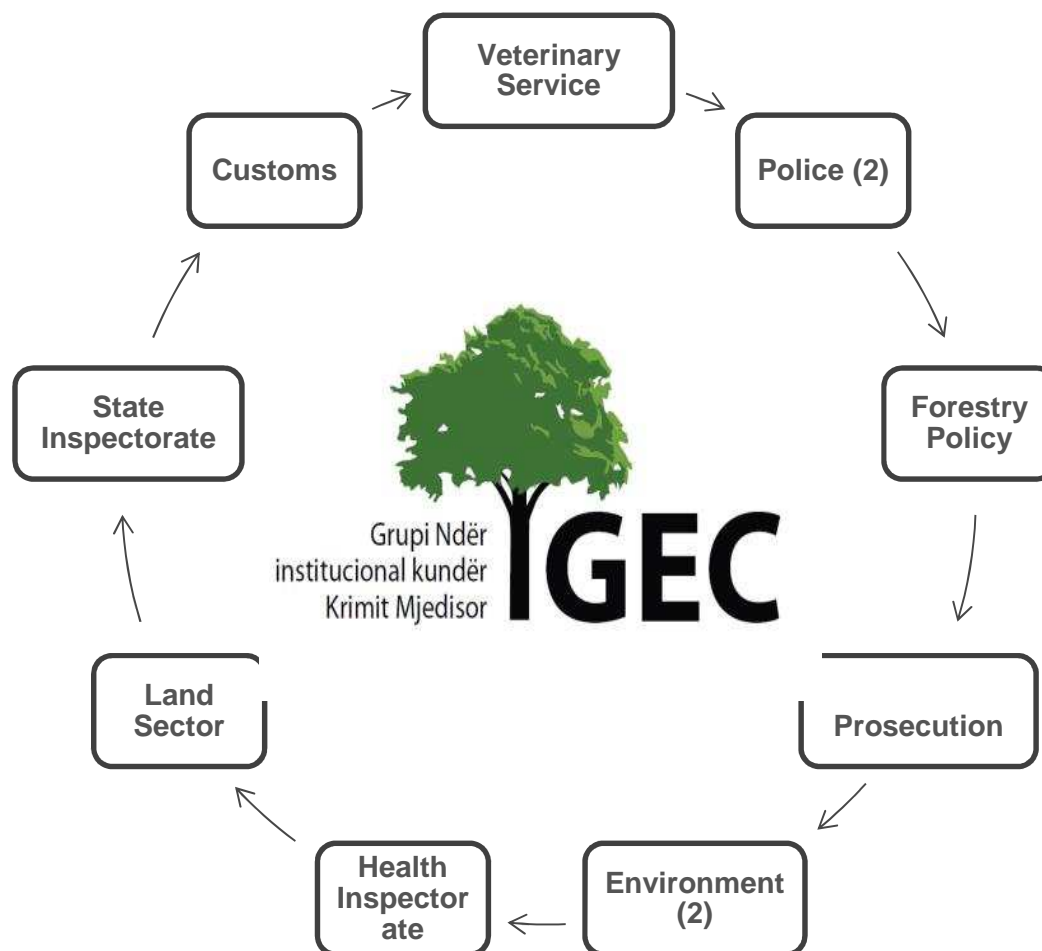 Veterinary
Service
Customs
Police (2)
State
Inspectorate
Forestry
Policy
Grupi Ndër
institucional kundër
Krimit Mjedisor
IGEC
Land
Sector
Prosecution
Health
Inspector
ate
Environment
(2)